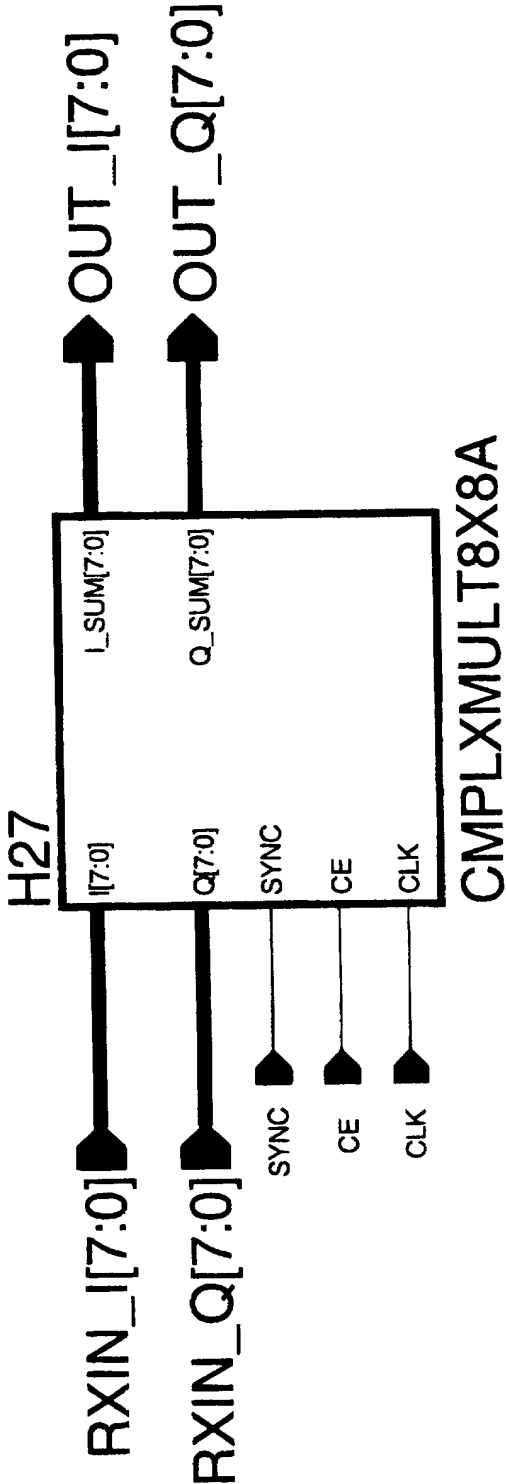 H27
RXIN_I[7:0]
I[7:0]
I_SUM[7:0]
OUT_I[7:0]
RXIN_Q[7:0]
Q[7:0]
Q_SUM[7:0]
OUT_Q[7:0]
SYNC
SYNC
CE
CE
CLK
CLK
CMPLXMULT8X8A